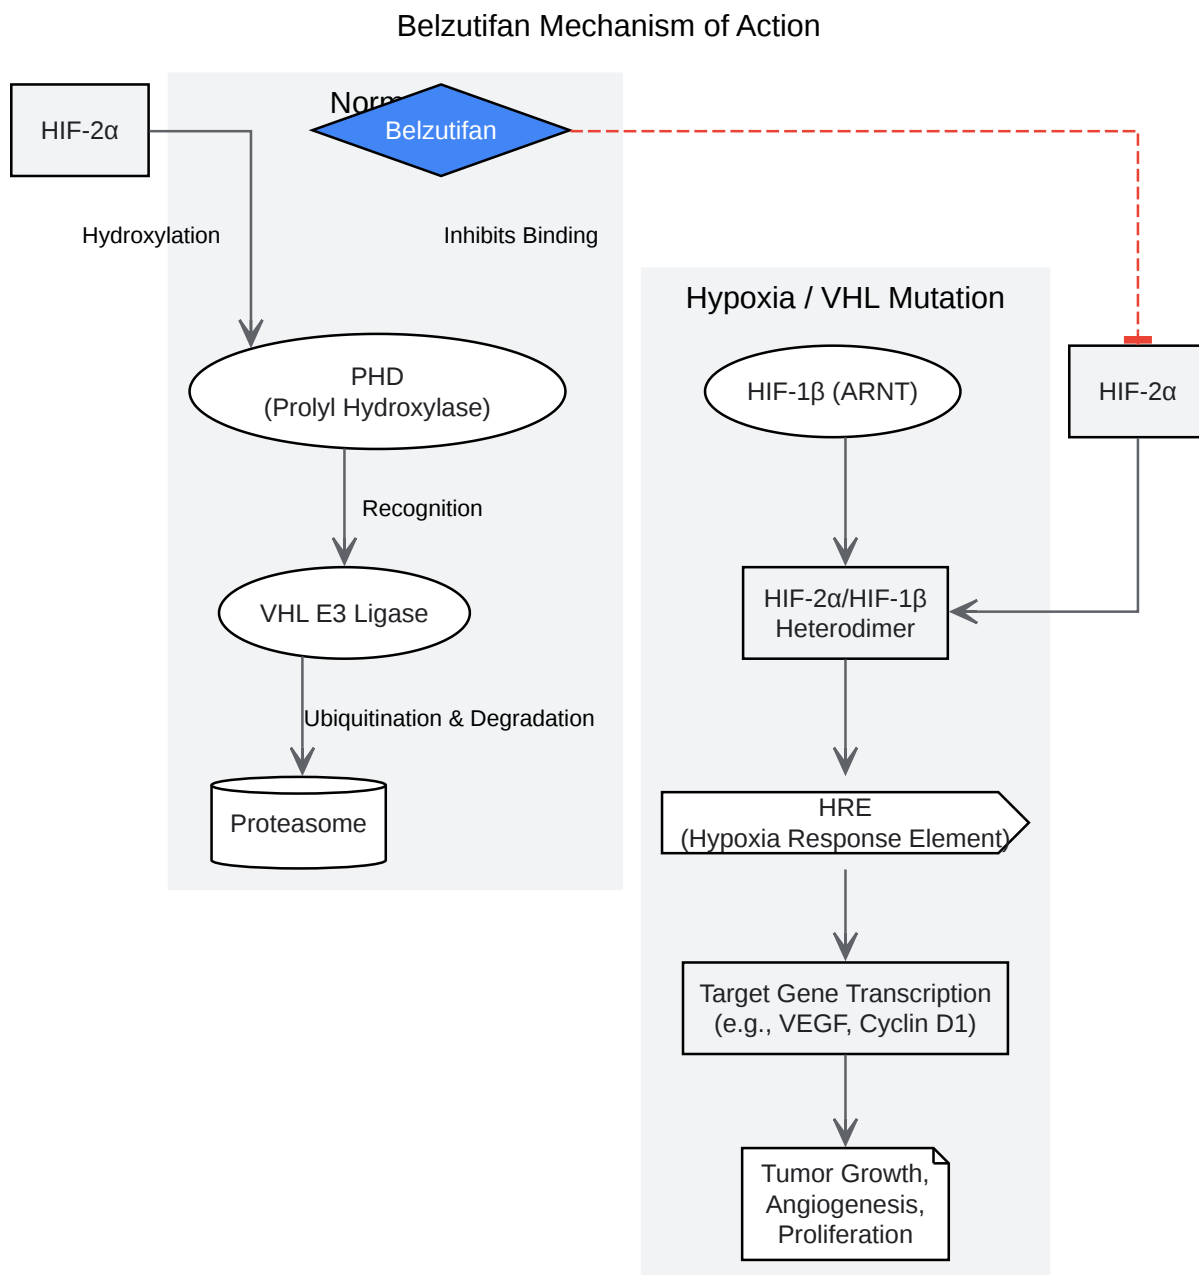 Belzutifan Mechanism of Action
HIF-2α
Belzutifan
Hydroxylation
Inhibits Binding
PHD
(Prolyl Hydroxylase)
Recognition
VHL E3 Ligase
Ubiquitination & Degradation
Proteasome
Hypoxia / VHL Mutation
HIF-1β (ARNT)
HIF-2α
HIF-2α/HIF-1β
Heterodimer
HRE
(Hypoxia Response Element)
Target Gene Transcription
(e.g., VEGF, Cyclin D1)
Tumor Growth,
Angiogenesis,
Proliferation